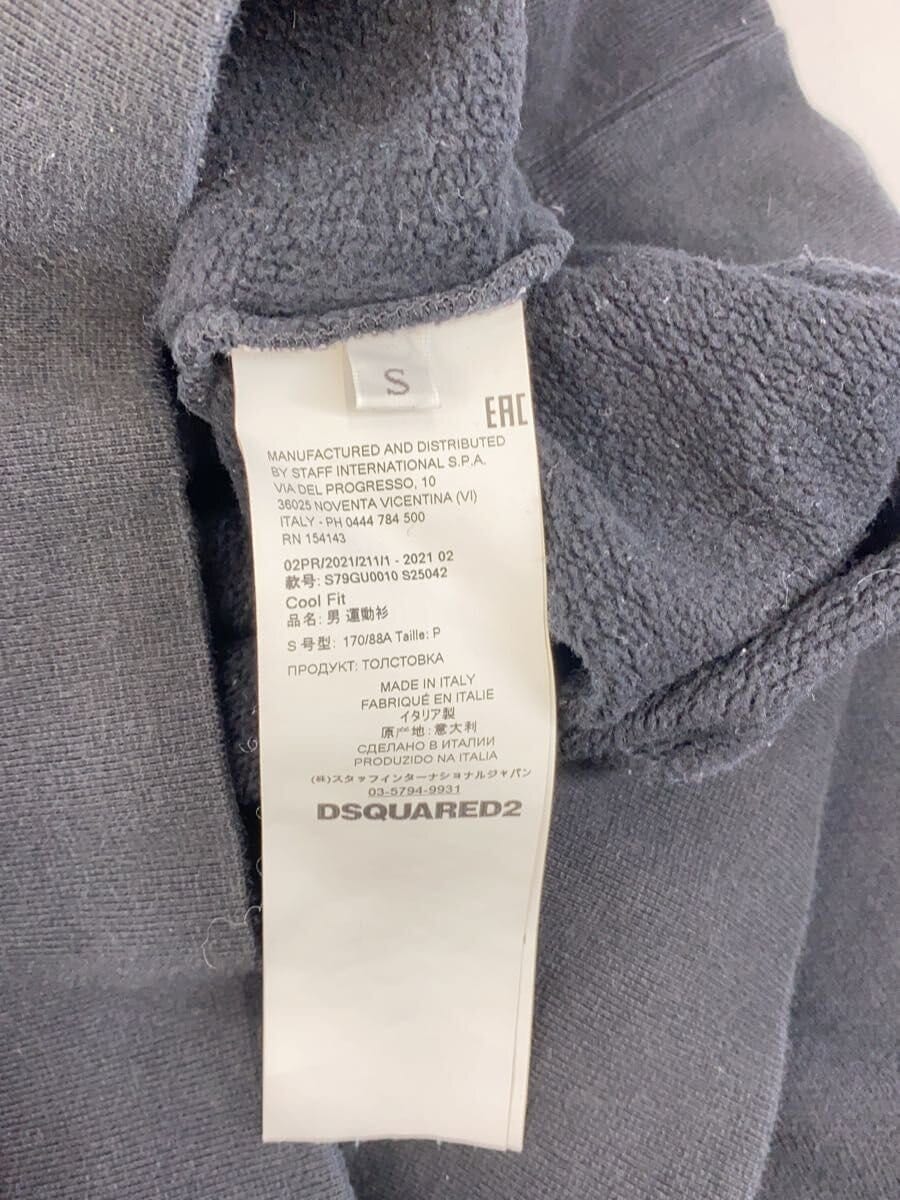 S
EAC
MANUFACTURED AND DISTRIBUTED
BY STAFF INTERNATIONAL S.P.A.
VIA DEL PROGRESSO, 10
36025 NOVENTA VICENTINA (VI)
ITALY - PH 0444 784 500
RN 154143
02PR/2021/211/1 - 2021 02
款号: S79GU0010 S25042
Cool Fit
品名: 男 運動衫
S 号型: 170/88A Taille: P
ПРОДУКТ: ТОЛСТОВКА
MADE IN ITALY
FABRIQUÉ EN ITALIE
イタリア製
原产地: 意大利
СДЕЛАНО В ИТАЛИИ
PRODUZIDO NA ITALIA
(株)スタッフインターナショナルジャパン
03-5794-9931
DSQUARED2